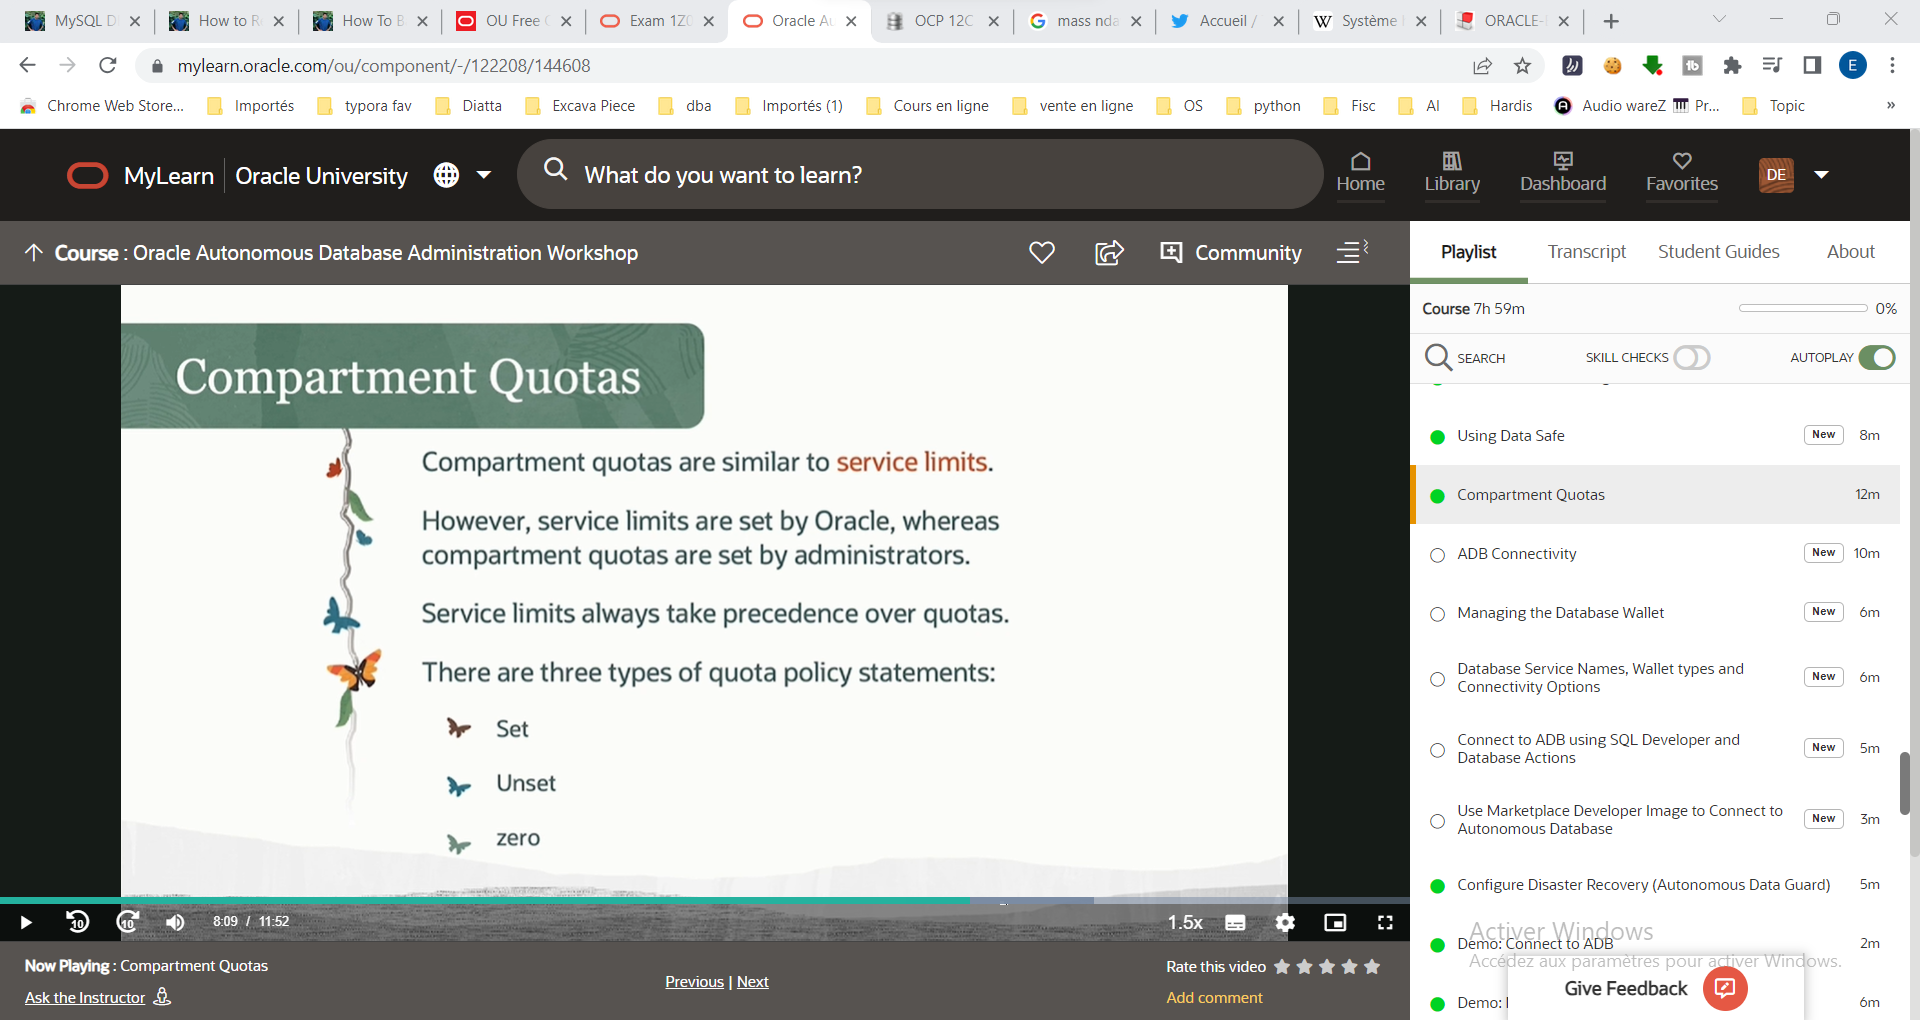 MySQL D
How to R
How To B
OU Free
Exam 1Z0
Oracle Au
OCP 12C
mass nda
Accueil /
Système
ORACLE-
mylearn.oracle.com/ou/component/-/122208/144608
E
Chrome Web Store...
Importés
typora fav
Diatta
Excava Piece
dba
Importés (1)
Cours en ligne
vente en ligne
OS
python
Fisc
AI
Hardis
Audio wareZ
Pr...
Topic
»
MyLearn
Oracle University
What do you want to learn?
Home
Library
Dashboard
Favorites
DE
Course : Oracle Autonomous Database Administration Workshop
Community
Playlist
Transcript
Student Guides
About
Course 7h 59m
0%
SEARCH
SKILL CHECKS
AUTOPLAY
Compartment Quotas
Compartment quotas are similar to service limits.
However, service limits are set by Oracle, whereas
compartment quotas are set by administrators.
Service limits always take precedence over quotas.
There are three types of quota policy statements:
Set
Unset
zero
Using Data Safe New 8m
Compartment Quotas 12m
ADB Connectivity New 10m
Managing the Database Wallet New 6m
Database Service Names, Wallet types and
Connectivity Options New 6m
Connect to ADB using SQL Developer and
Database Actions New 5m
Use Marketplace Developer Image to Connect to
Autonomous Database New 3m
Configure Disaster Recovery (Autonomous Data Guard) 5m
Activer Windows
Demo: Connect to ADB 2m
Accédez aux paramètres pour activer Windows.
Demo: 6m
Give Feedback
10
10
8:09 / 11:52
1.5x
Now Playing : Compartment Quotas
Ask the Instructor
Previous | Next
Rate this video
Add comment